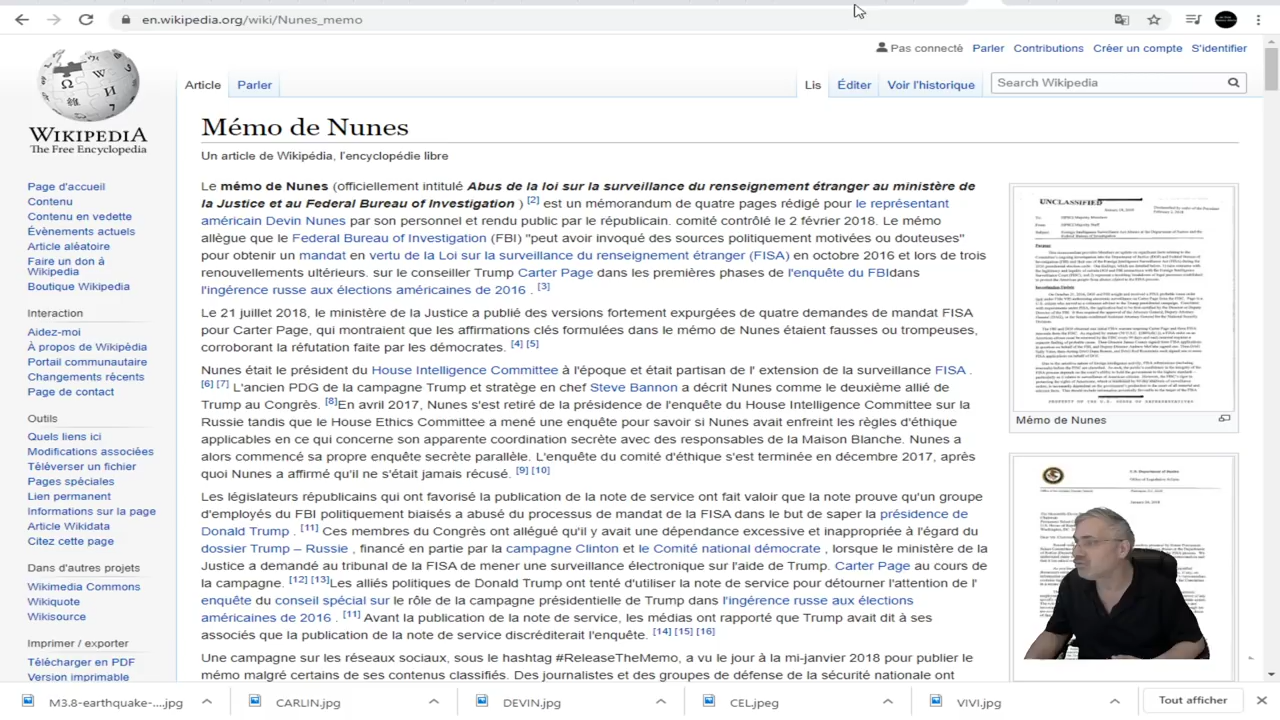 en.wikipedia.org/wiki/Nunes_memo
Pas connecté Parler Contributions Créer un compte S'identifier
Article Parler Lis Éditer Voir l'historique Search Wikipedia
WIKIPEDIA
The Free Encyclopedia
Page d'accueil
Contenu
Contenu en vedette
Évènements actuels
Article aléatoire
Faire un don à
Wikipedia
Boutique Wikipedia
Interaction
Aidez-moi
À propos de Wikipédia
Portail communautaire
Changements récents
Page de contact
Outils
Quels liens ici
Modifications associées
Téléverser un fichier
Pages spéciales
Lien permanent
Informations sur la page
Article Wikidata
Citez cette page
Dans d'autres projets
Wikimedia Commons
Wikiquote
Wikisource
Imprimer / exporter
Télécharger en PDF
Version imprimable
Mémo de Nunes
Un article de Wikipédia, l'encyclopédie libre
Le mémo de Nunes (officiellement intitulé Abus de la loi sur la surveillance du renseignement étranger au ministère de
la Justice et au Federal Bureau of Investigation ) [2] est un mémorandum de quatre pages rédigé pour le représentant
américain Devin Nunes par son personnel et rendu public par le républicain. comité contrôlé le 2 février 2018. Le mémo
allègue que le Federal Bureau of Investigation (FBI) "peut avoir invoqué des sources politiquement motivées ou douteuses"
pour obtenir un mandat en vertu de la loi sur la surveillance du renseignement étranger (FISA) en octobre 2016 et lors de trois
renouvellements ultérieurs sur le conseiller de Trump Carter Page dans les premières phases de l'enquête du FBIdans
l'ingérence russe aux élections américaines de 2016 . [3]
Le 21 juillet 2018, le ministère de la Justice a publié des versions fortement expurgées de quatre demandes de mandat FISA
pour Carter Page, qui montraient que certains éléments clés formulés dans le mémo de Nunes étaient fausses ou trompeuses,
corroborant la réfutation [4] [5]
Nunes était le président du House Intelligence Committee à l'époque et était partisan de l' extension de la surveillance FISA .
[6] [7] L'ancien PDG de campagne de Trump et stratège en chef Steve Bannon a décrit Nunes comme deuxième allié de
Trump au Congrès. [8] En avril 2017, Nunes s'est retiré de la présidence de l'enquête du House Intelligence Committee sur la
Russie tandis que le House Ethics Committee a mené une enquête pour savoir si Nunes avait enfreint les règles d'éthique
applicables en ce qui concerne son apparente coordination secrète avec des responsables de la Maison Blanche. Nunes a
alors commencé sa propre enquête secrète parallèle. L'enquête du comité d'éthique s'est terminée en décembre 2017, après
quoi Nunes a affirmé qu'il ne s'était jamais récusé. [9] [10]
Les législateurs républicains qui ont favorisé la publication de la note de service ont fait valoir que la note prouve qu'un groupe
d'employés du FBI politiquement biaisés a abusé du processus de mandat de la FISA dans le but de saper la présidence de
Donald Trump . [11] Ces membres du Congrès ont allégué qu'il y avait une dépendance excessive et inappropriée à l'égard du
dossier Trump – Russie , financé en partie par la campagne Clinton et le Comité national démocrate , lorsque le ministère de la
Justice a demandé au tribunal de la FISA d'autoriser une surveillance électronique sur l'associé de Trump. Carter Page au cours de
la campagne. [12] [13] Les alliés politiques de Donald Trump ont tenté d'utiliser la note de service pour détourner l'attention de l'
enquête du conseil spécial sur le rôle de la campagne présidentielle de Trump dans l'ingérence russe aux élections
américaines de 2016 . [11] Avant la publication de la note de service, les médias ont rapporté que Trump avait dit à ses
associés que la publication de la note de service discréditerait l'enquête. [14] [15] [16]
Une campagne sur les réseaux sociaux, sous le hashtag #ReleaseTheMemo, a vu le jour à la mi-janvier 2018 pour publier le
mémo malgré certains de ses contenus classifiés. Des journalistes et des groupes de défense de la sécurité nationale ont
UNCLASSIFIED
Mémo de Nunes
U.S. Department of Justice
M3.8-earthquake-....jpg CARLIN.jpg DEVIN.jpg CEL.jpeg VIVI.jpg Tout afficher